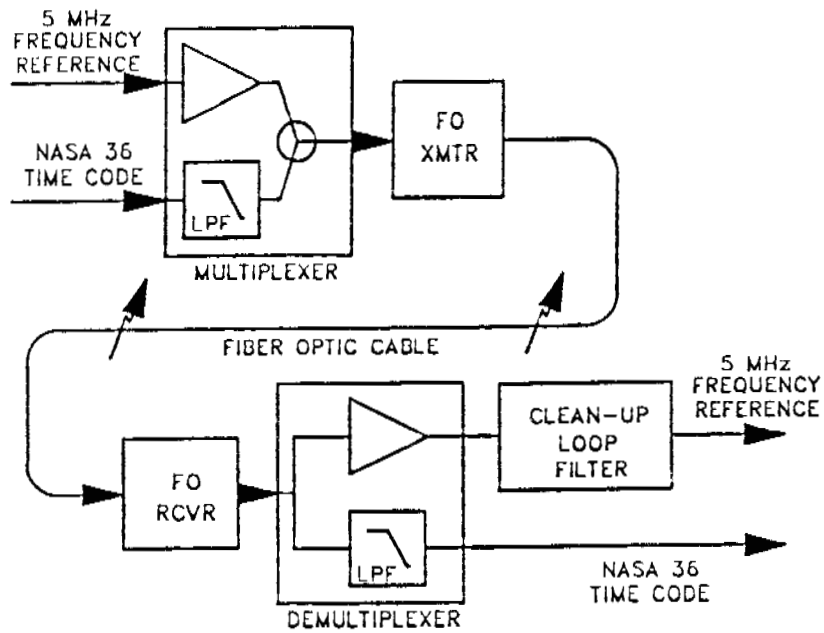 5 MHz
FREQUENCY
REFERENCE
NASA 36
TIME CODE
LPF
MULTIPLEXER
FO
XMTR
FIBER OPTIC CABLE
FO
RCVR
LPF
DEMULTIPLEXER
CLEAN-UP
LOOP
FILTER
5 MHz
FREQUENCY
REFERENCE
NASA 36
TIME CODE